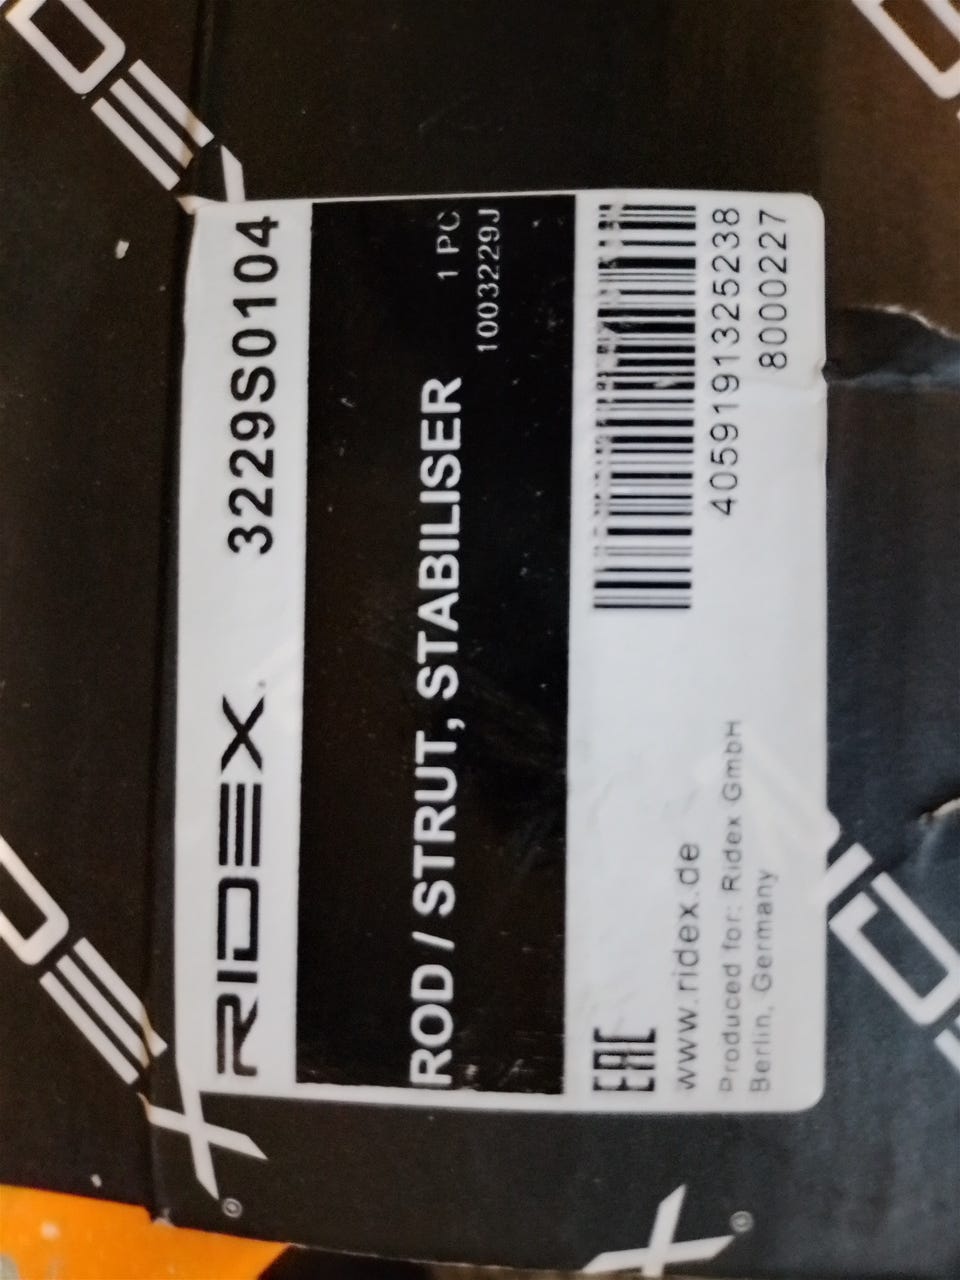 RIDEX
3229S0104
1 PC
ROD / STRUT, STABILISER
1003229J
EAC
www.ridex.de
Produced for: Ridex GmbH
Berlin, Germany
4059191325238
8000227